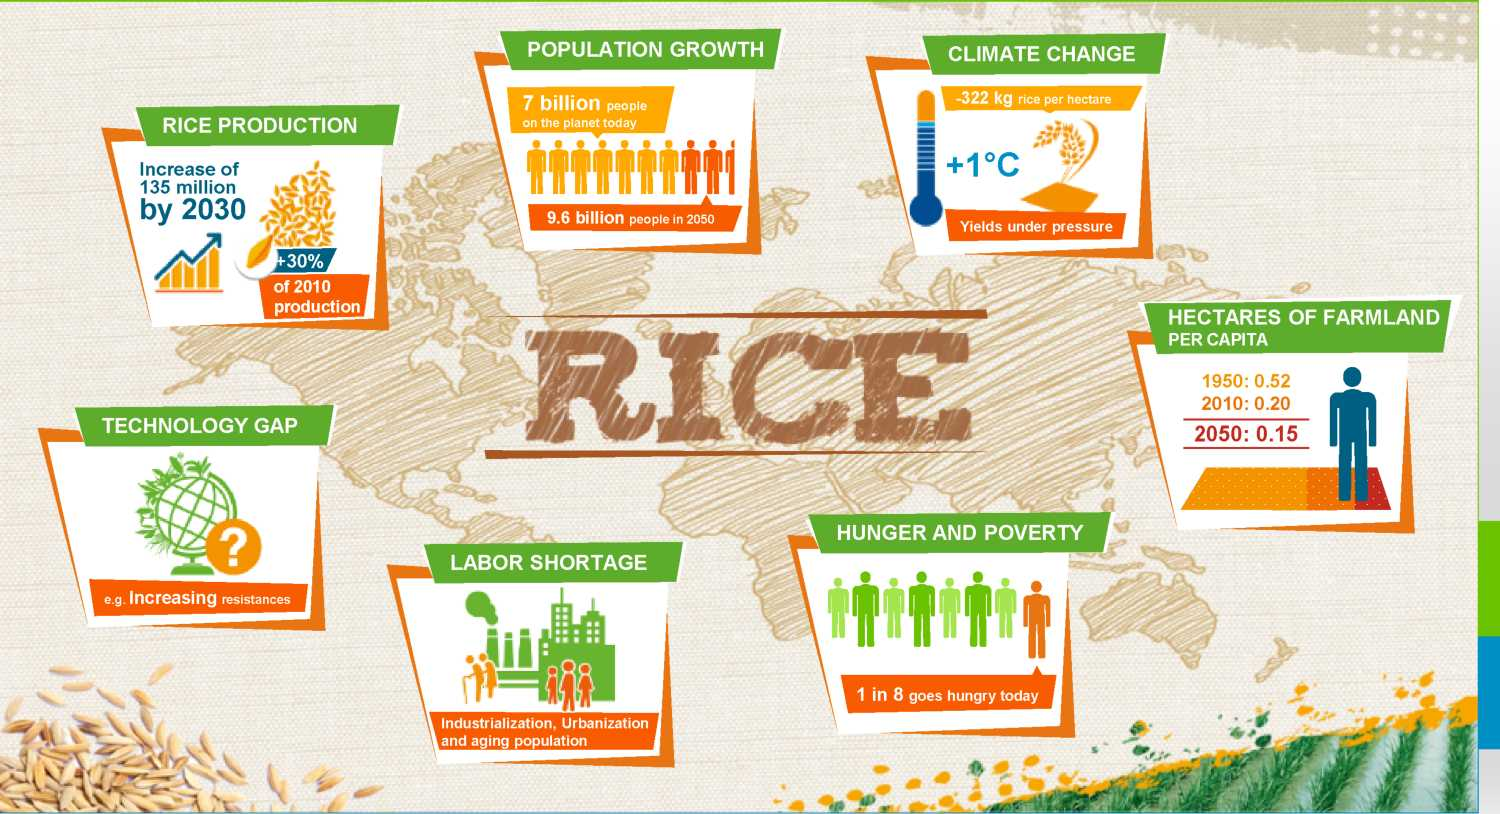 POPULATION GROWTH
7 billion people
on the planet today
9.6 billion people in 2050
CLIMATE CHANGE
-322 kg rice per hectare
+1°C
Yields under pressure
RICE PRODUCTION
Increase of
135 million
by 2030
+30%
of 2010
production
RICE
HECTARES OF FARMLAND
PER CAPITA
1950: 0.52
2010: 0.20
2050: 0.15
TECHNOLOGY GAP
?
e.g. Increasing resistances
LABOR SHORTAGE
Industrialization, Urbanization
and aging population
HUNGER AND POVERTY
1 in 8 goes hungry today